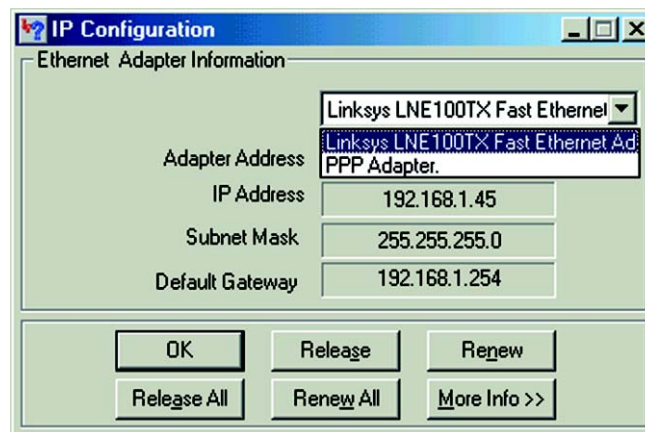 IP Configuration
Ethernet Adapter Information
Linksys LNE100TX Fast Ethernet
Linksys LNE100TX Fast Ethernet Ad
PPP Adapter.
Adapter Address
IP Address 192.168.1.45
Subnet Mask 255.255.255.0
Default Gateway 192.168.1.254
OK Release Renew
Release All Renew All More Info >>